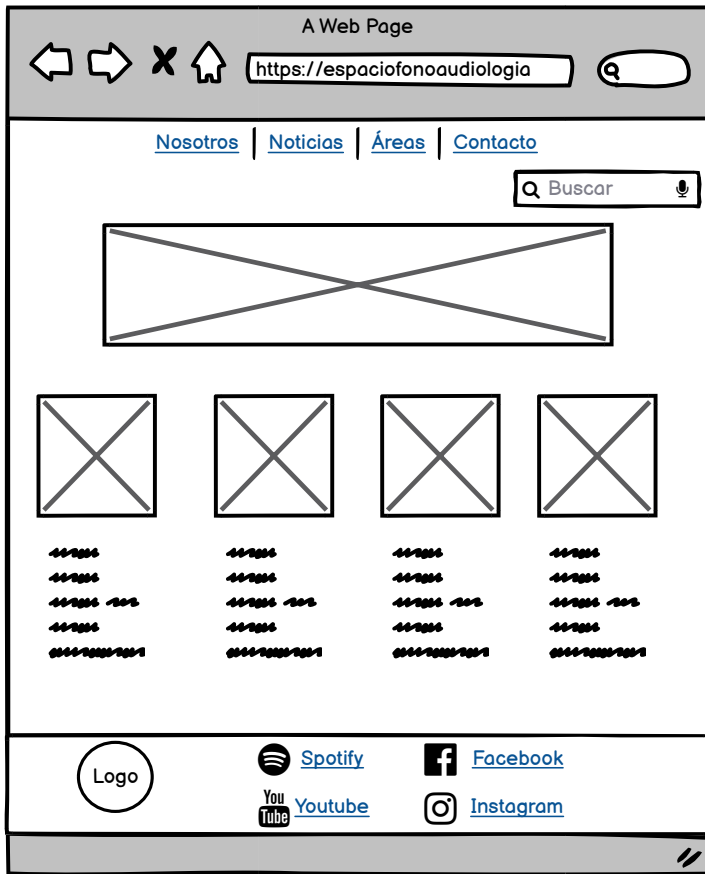 A Web Page
https://espaciofonoaudiologia
Nosotros | Noticias | Áreas | Contacto
Buscar
Logo
Spotify
Facebook
You Tube
Youtube
Instagram